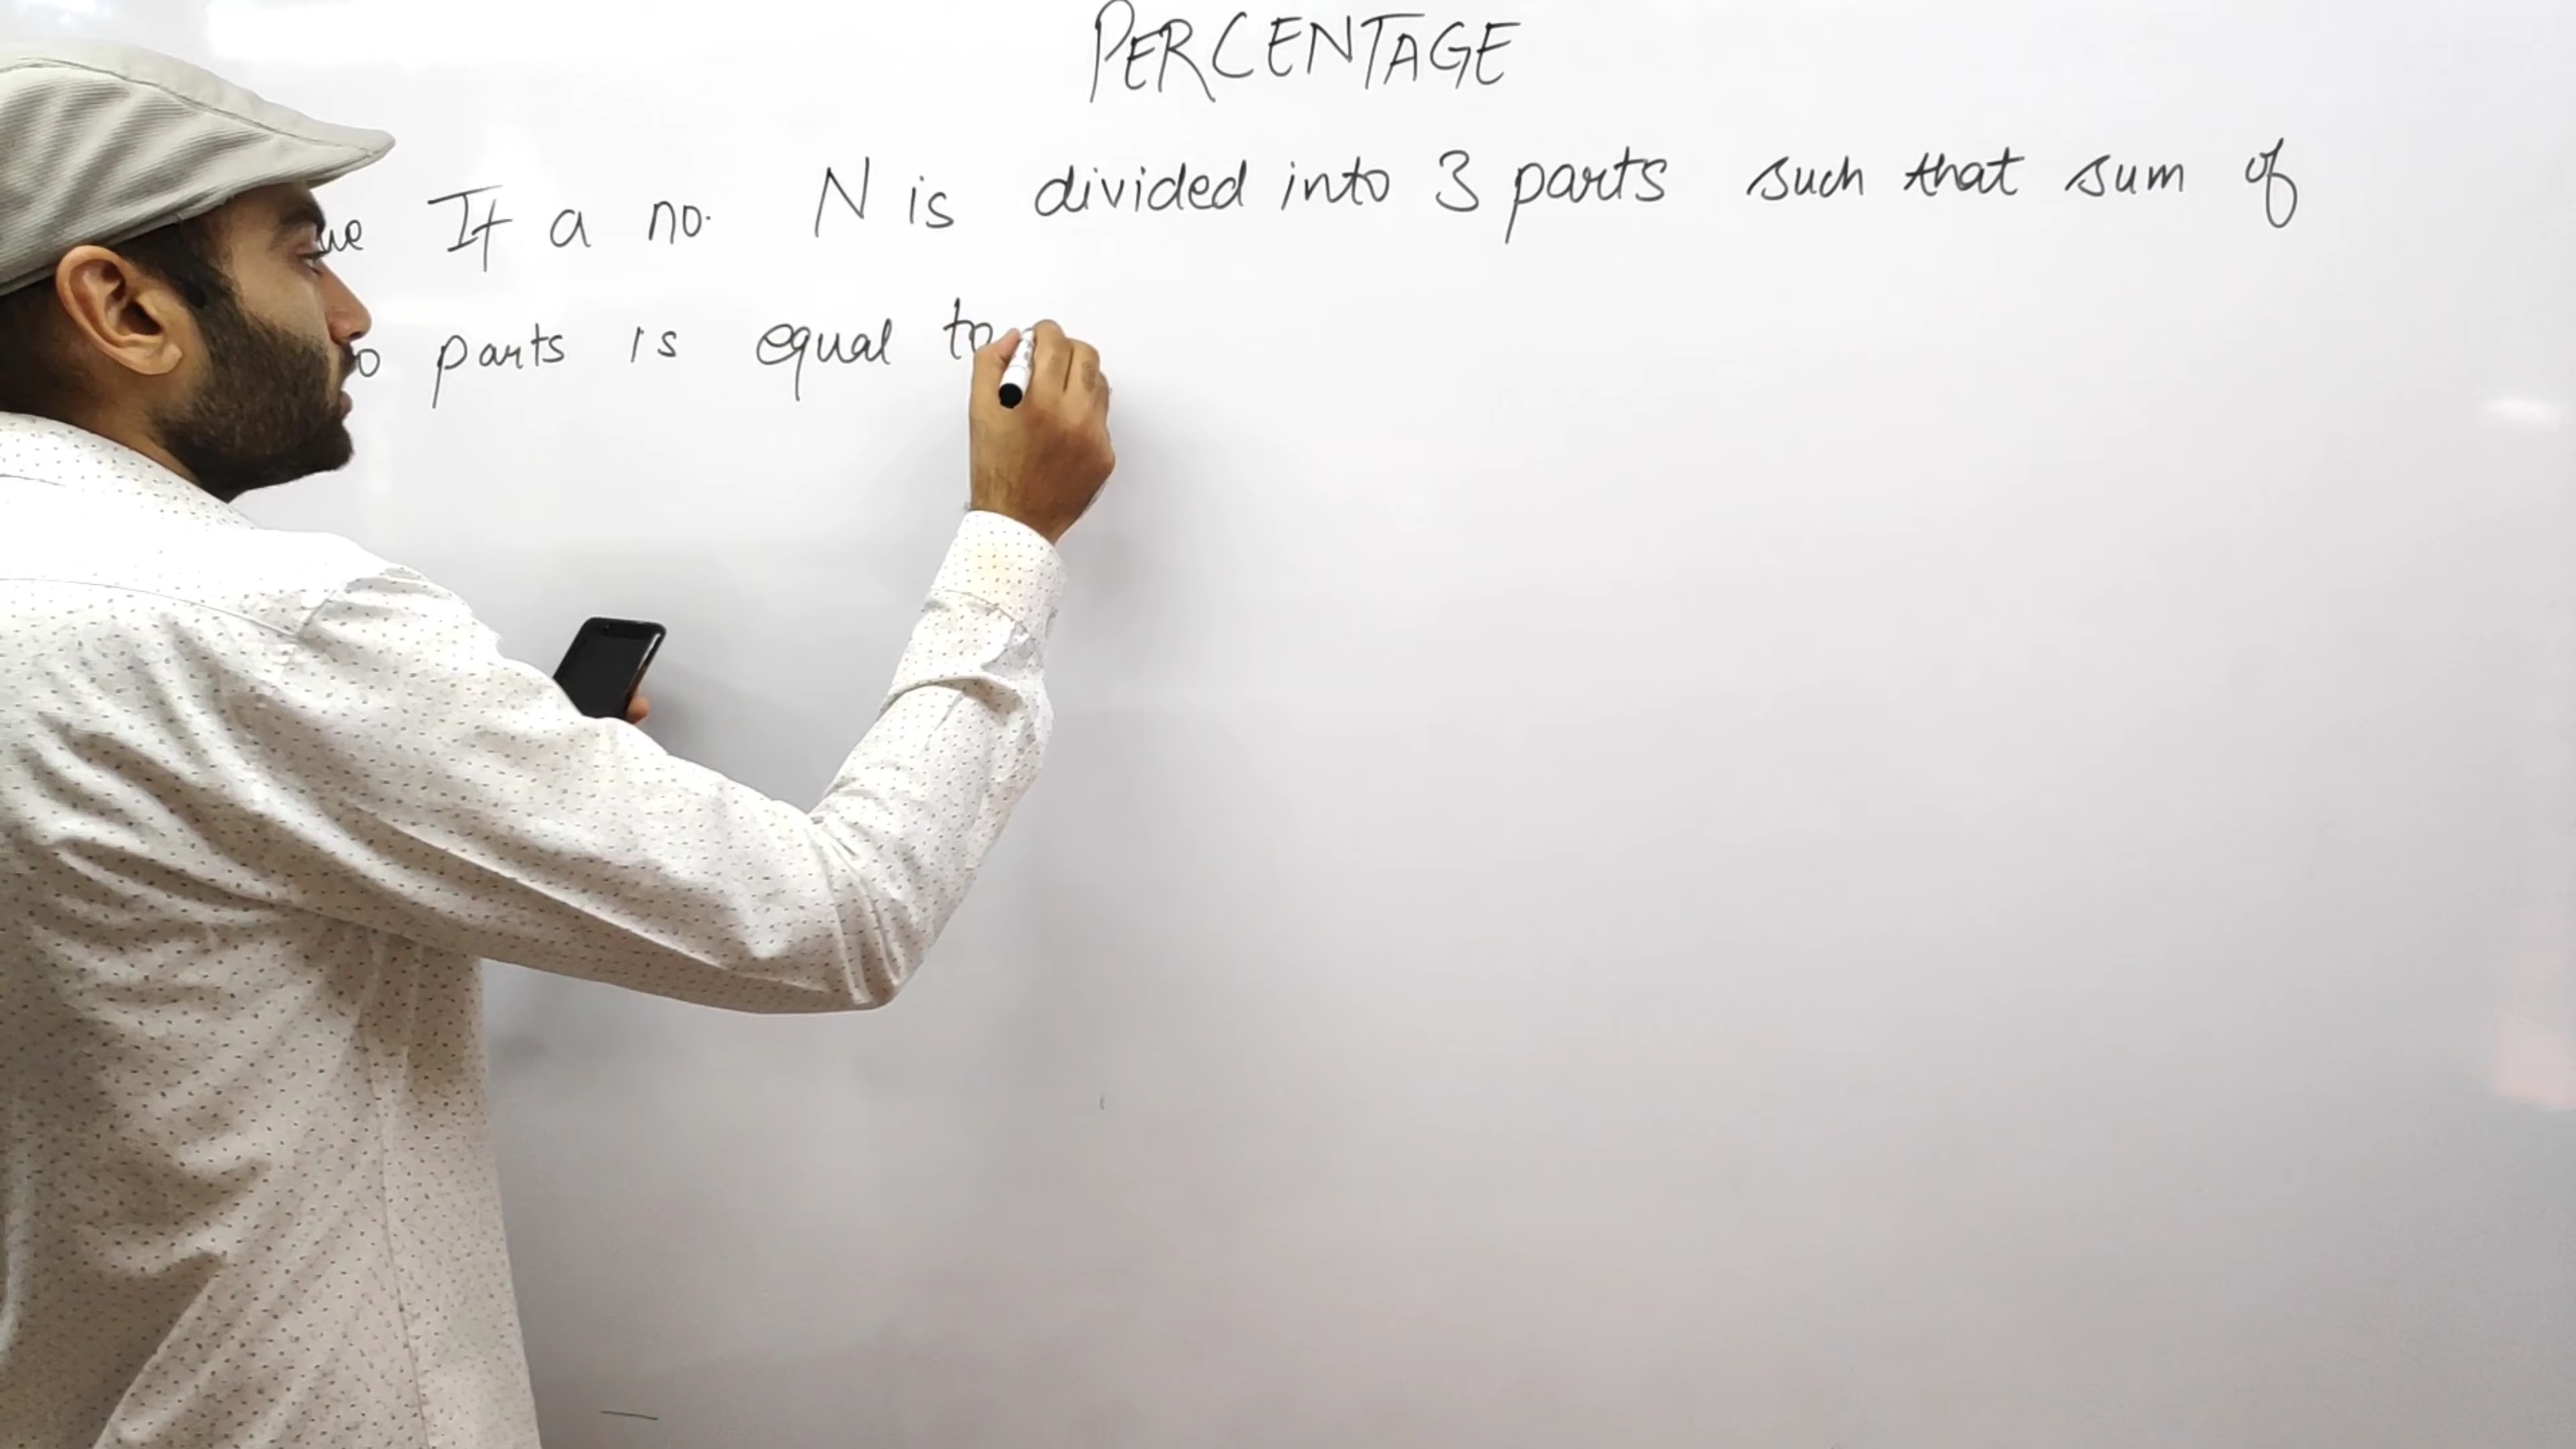 PERCENTAGE
If a no. N is divided into 3 parts such that sum of
parts is equal to